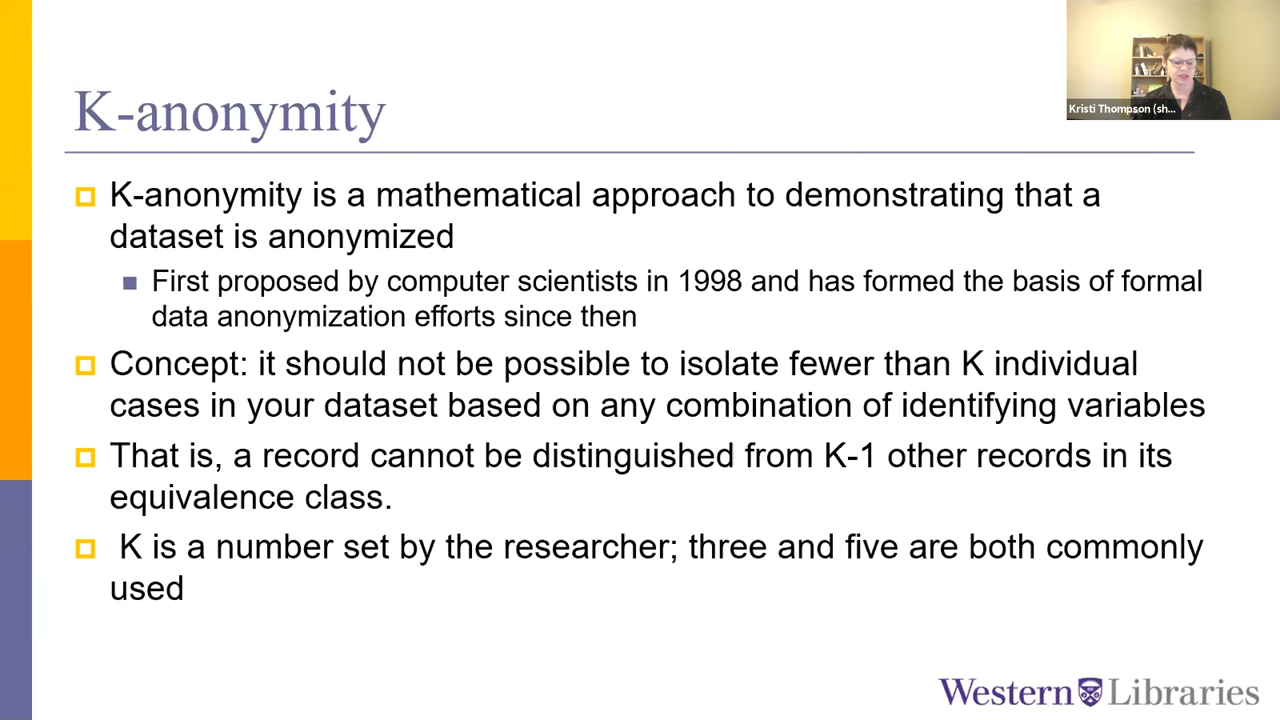 Kristi Thompson (sh...
K-anonymity
K-anonymity is a mathematical approach to demonstrating that a
dataset is anonymized
First proposed by computer scientists in 1998 and has formed the basis of formal
data anonymization efforts since then
Concept: it should not be possible to isolate fewer than K individual
cases in your dataset based on any combination of identifying variables
That is, a record cannot be distinguished from K-1 other records in its
equivalence class.
K is a number set by the researcher; three and five are both commonly
used
Western Libraries